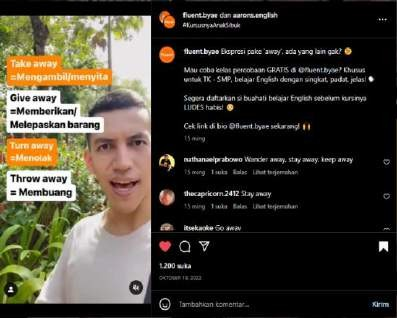 Take away
=Mengambil/menyita
Give away
=Memberikan/
Melepaskan barang
Turn away
=Menolak
Throw away
= Membuang
fluent.byae dan aarons.english
#KursusnyaAnakSibuk
fluent.byae Ekspresi pake 'away', ada yang lain gak?
Mau coba kelas percobaan GRATIS di @fluent.byae? Khusus
untuk TK - SMP, belajar English dengan singkat, padat, jelas!
Segera daftarkan si buahati belajar English sebelum kursinya
LUDES habis!
Cek link di bio @fluent.byae sekarang!
15 ming
nathanaelprabowo Wander away, stay away, keep away
15 ming 1 suka Balas Lihat terjemahan
thecapricorn.2412 Stay away
15 ming 1 suka Balas Lihat terjemahan
itsekaoke Go away
1.200 suka
OKTOBER 19, 2022
Tambahkan komentar...
Kirim